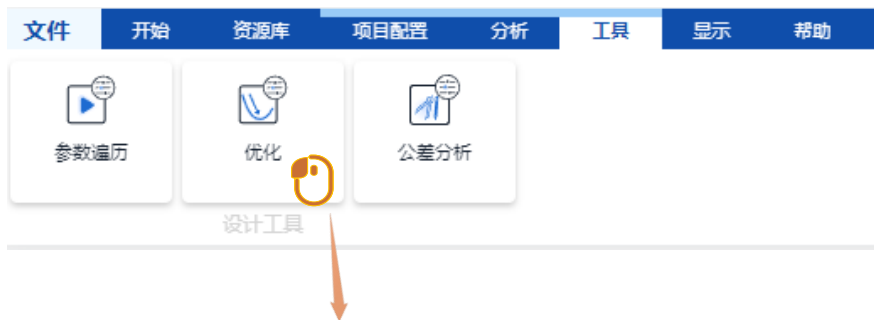 文件 开始 资源库 项目配置 分析 工具 显示 帮助
参数遍历 优化 公差分析
设计工具